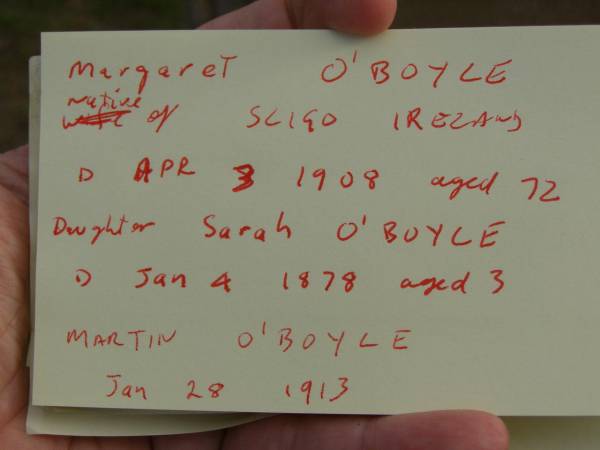 Margaret O'BOYLE
native
wife of SLIGO IRELAND
D APR 3 1908 aged 72
Daughter Sarah O'BOYLE
D Jan 4 1878 aged 3
MARTIN O'BOYLE
Jan 28 1913